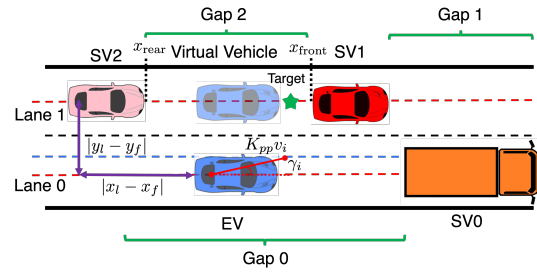 Gap 2
Gap 1
SV2
x_rear
Virtual Vehicle
x_front
SV1
Target
Lane 1
|y_l − y_f|
K_pp v_i
γ_i
Lane 0
|x_l − x_f|
EV
SV0
Gap 0